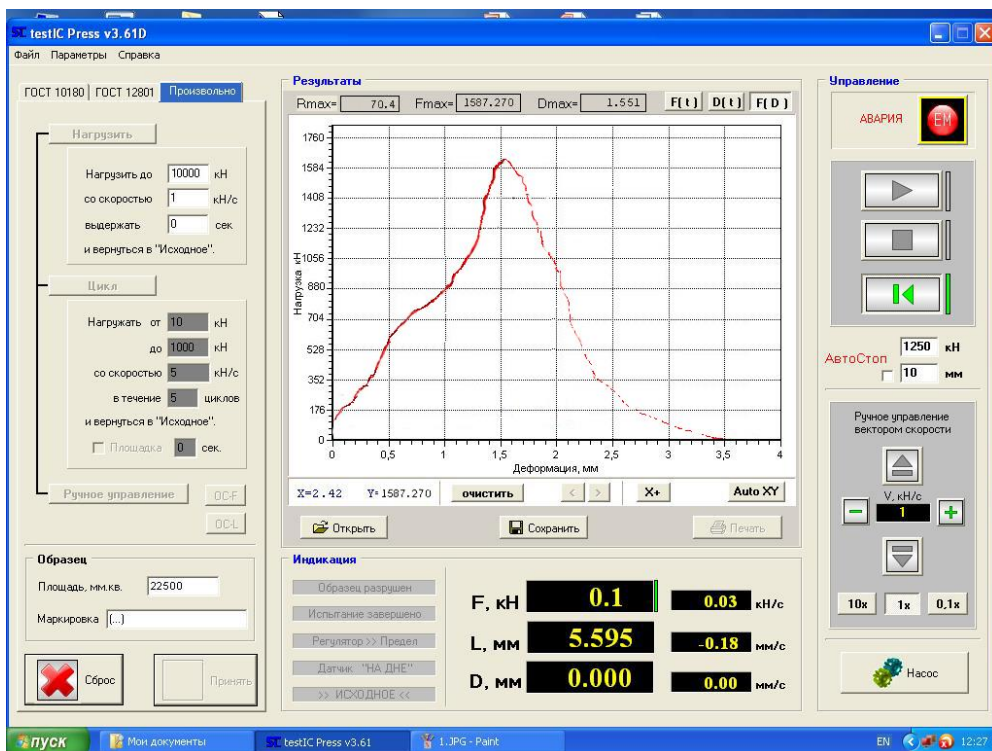 testIC Press v3.61D
Файл Параметры Справка
ГОСТ 10180 ГОСТ 12801 Произвольно
Нагрузить
Нагрузить до 10000 кН
со скоростью 1 кН/с
выдержать 0 сек
и вернуться в "Исходное".
Цикл
Нагружать от 10 кН
до 1000 кН
со скоростью 5 кН/с
в течение 5 циклов
и вернуться в "Исходное".
Площадка 0 сек.
Ручное управление OC-F
OC-L
Образец
Площадь, мм.кв. 22500
Маркировка (...)
Сброс
Принять
Результаты
Rmax= 70.4 Fmax= 1587.270 Dmax= 1.551 F( t ) D( t ) F( D )
Нагрузка кН
1760
1584
1408
1232
1056
880
704
528
352
176
0
0 0,5 1 1,5 2 2,5 3 3,5 4
Деформация, мм
X=2.42 Y=1587.270 очистить < > X+ Auto XY
Открыть Сохранить Печать
Индикация
Образец разрушен
Испытание завершено
Регулятор >> Предел
Датчик "НА ДНЕ"
>> ИСХОДНОЕ <<
F, кН 0.1 0.03 кН/с
L, мм 5.595 -0.18 мм/с
D, мм 0.000 0.00 мм/с
Управление
АВАРИЯ EM
АвтоСтоп
1250 кН
10 мм
Ручное управление
вектором скорости
V, кН/с
1
10x 1x 0,1x
Насос
пуск Мои документы testIC Press v3.61 1.JPG - Paint EN 12:27